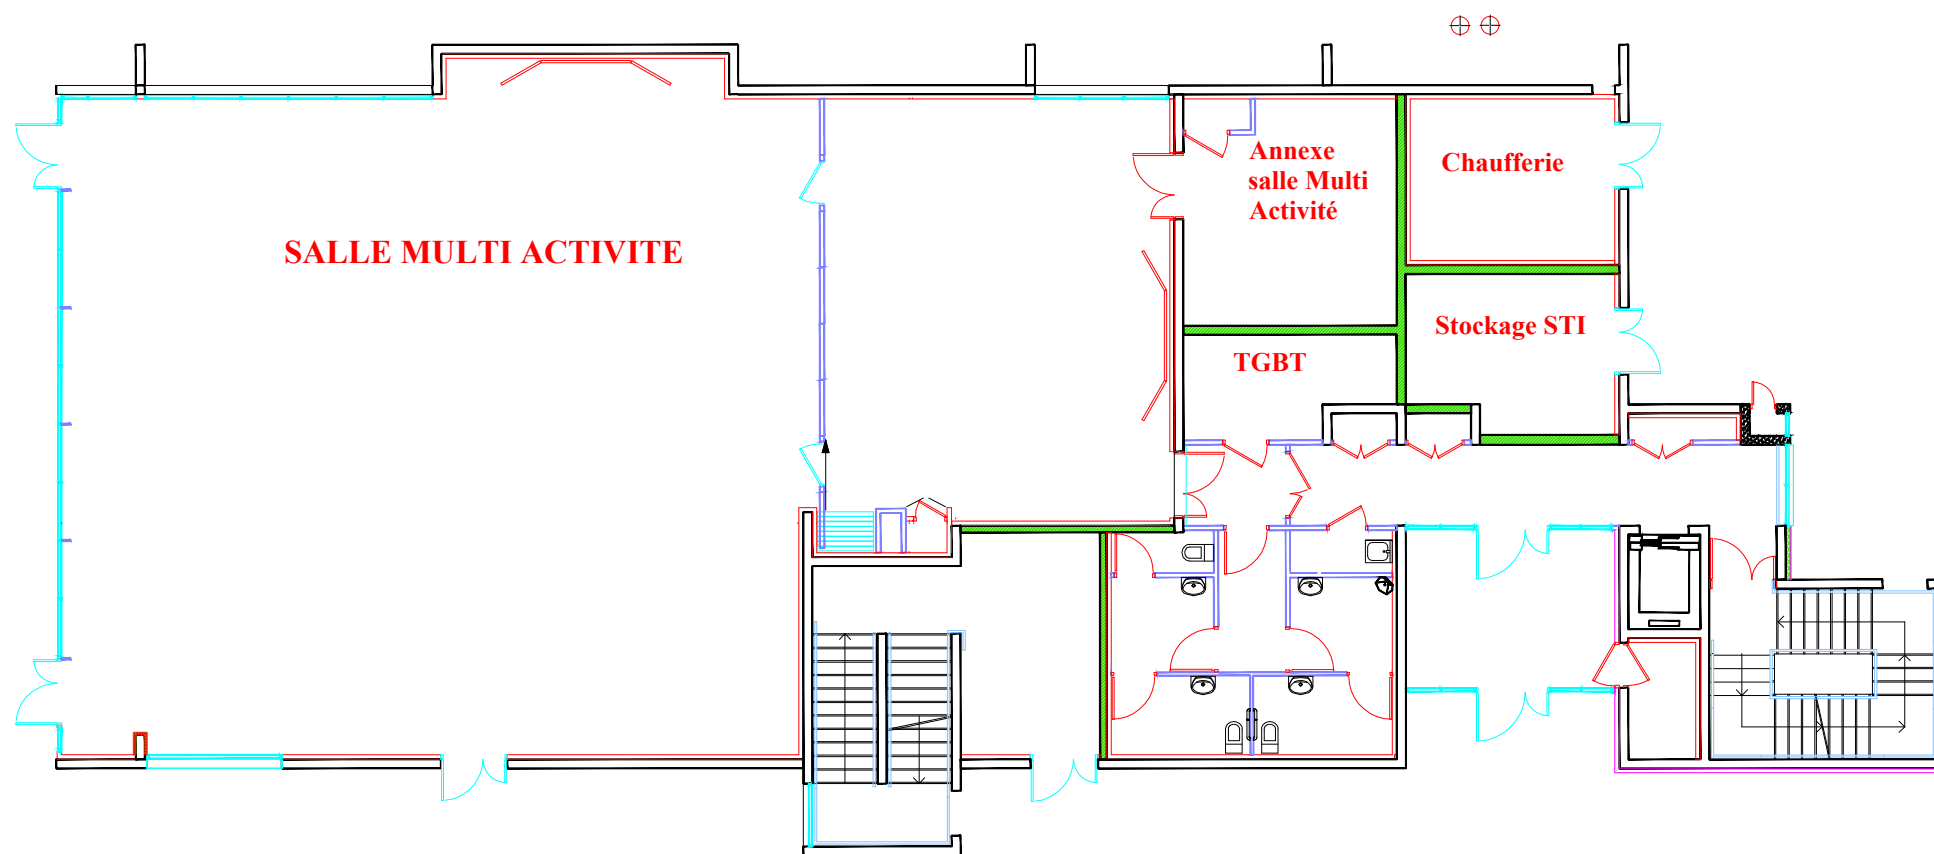 SALLE MULTI ACTIVITE
Annexe
salle Multi
Activité
Chaufferie
Stockage STI
TGBT